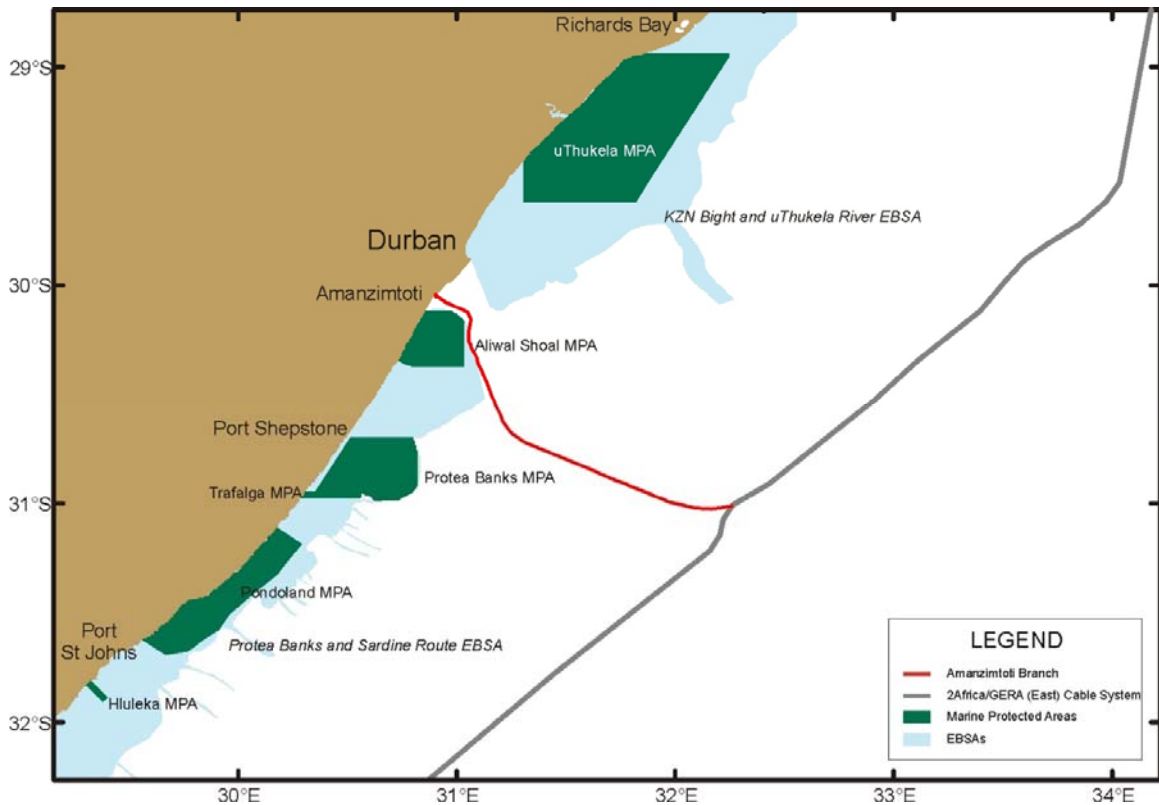 Richards Bay
29°S
uThukela MPA
KZN Bight and uThukela River EBSA
Durban
30°S
Amanzimtoti
Aliwal Shoal MPA
Port Shepstone
Protea Banks MPA
Trafalga MPA
31°S
Pondoland MPA
Port
St Johns
Protea Banks and Sardine Route EBSA
Hluleka MPA
32°S
LEGEND
Amanzimtoti Branch
2Africa/GERA (East) Cable System
Marine Protected Areas
EBSAs
30°E
31°E
32°E
33°E
34°E